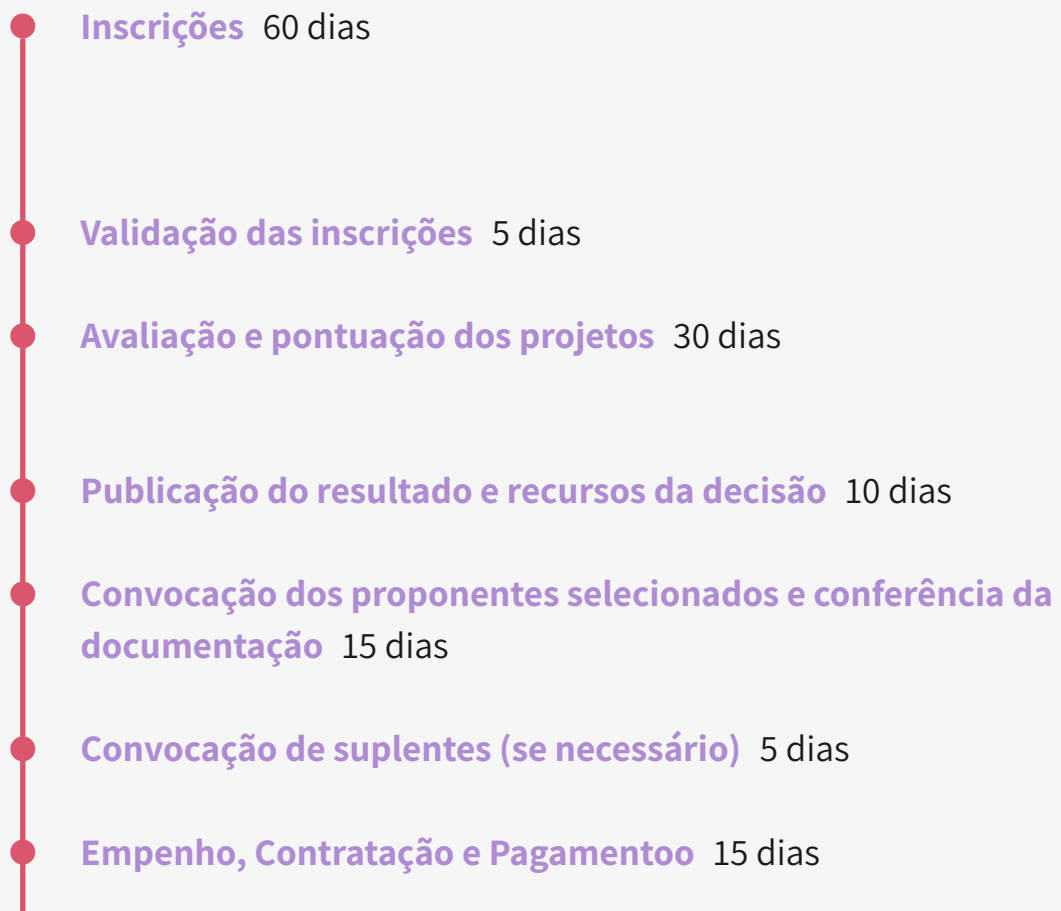 Inscrições 60 dias
Validação das inscrições 5 dias
Avaliação e pontuação dos projetos 30 dias
Publicação do resultado e recursos da decisão 10 dias
Convocação dos proponentes selecionados e conferência da
documentação 15 dias
Convocação de suplentes (se necessário) 5 dias
Empenho, Contratação e Pagamentoo 15 dias